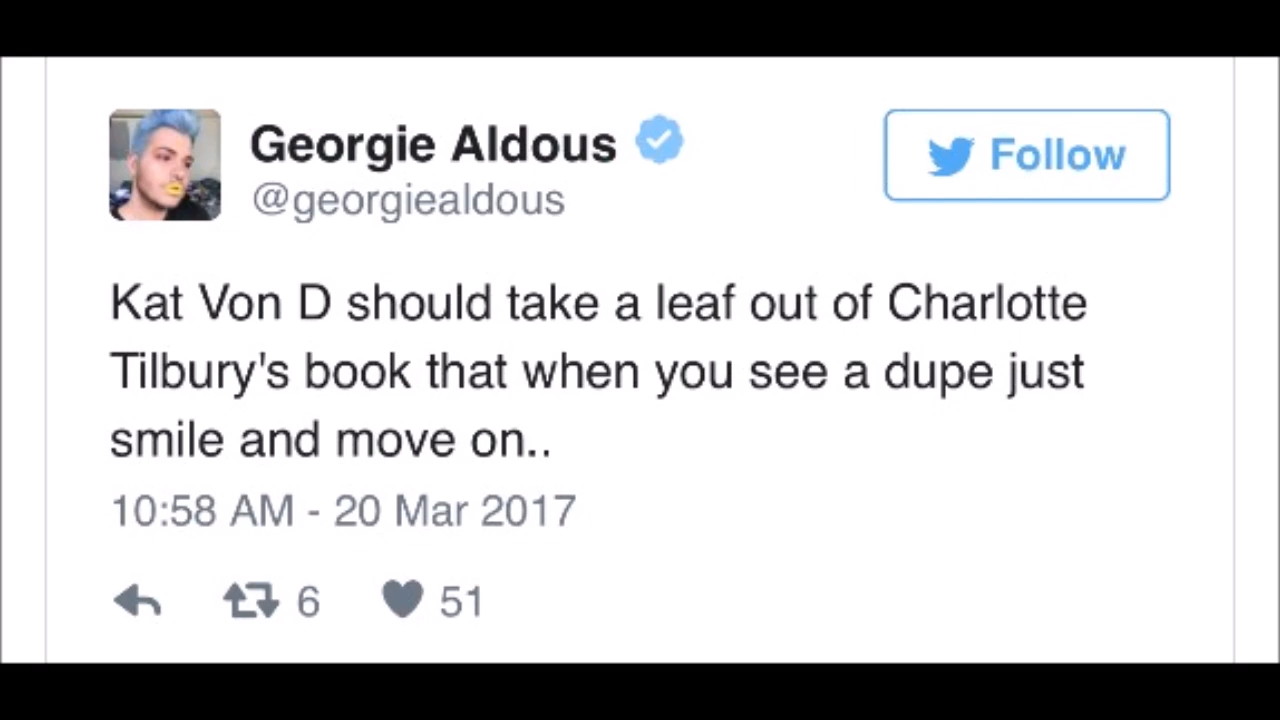 Georgie Aldous
@georgiealdous
Follow
Kat Von D should take a leaf out of Charlotte
Tilbury's book that when you see a dupe just
smile and move on..
10:58 AM - 20 Mar 2017
6 51